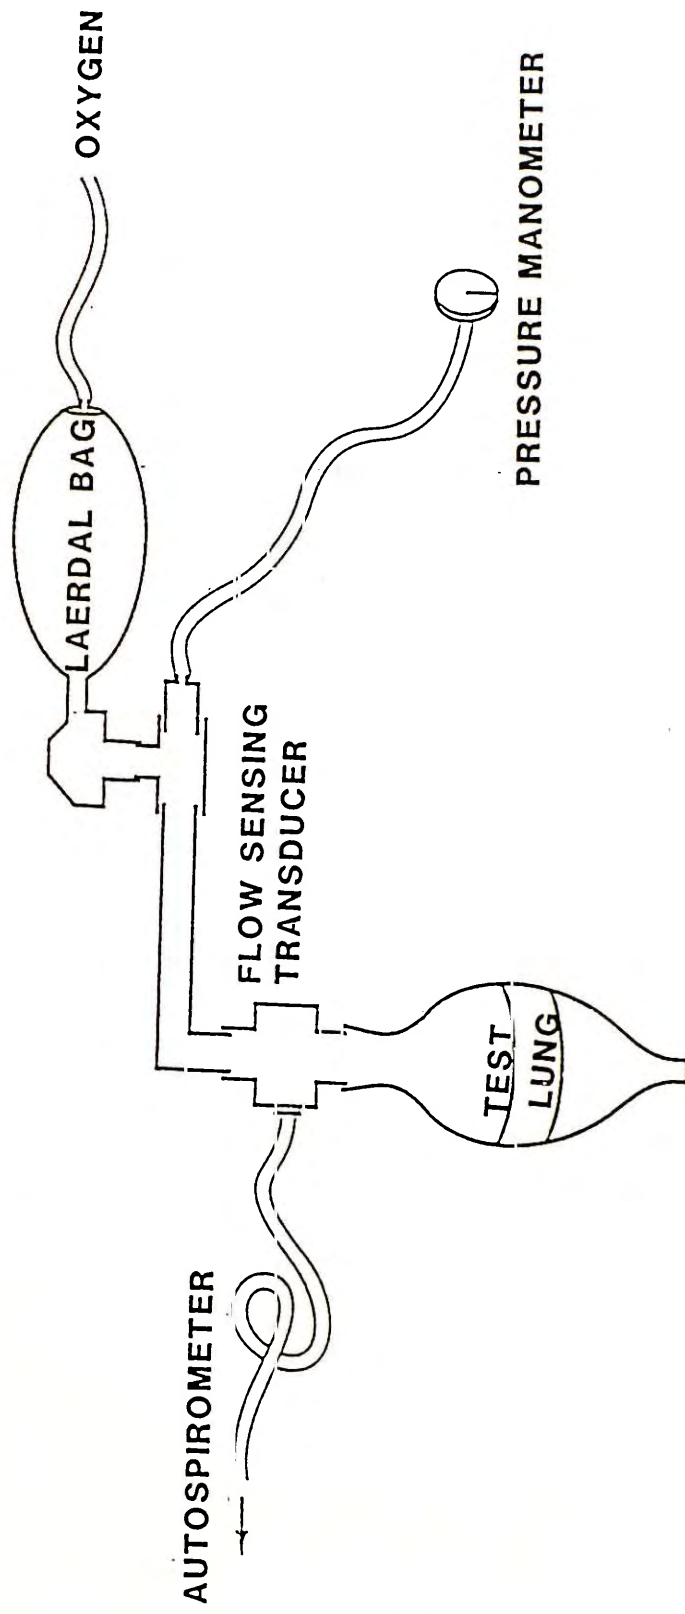 OXYGEN
LAERDAL BAG
PRESSURE MANOMETER
FLOW SENSING
TRANSDUCER
TEST
LUNG
AUTOSPIROMETER